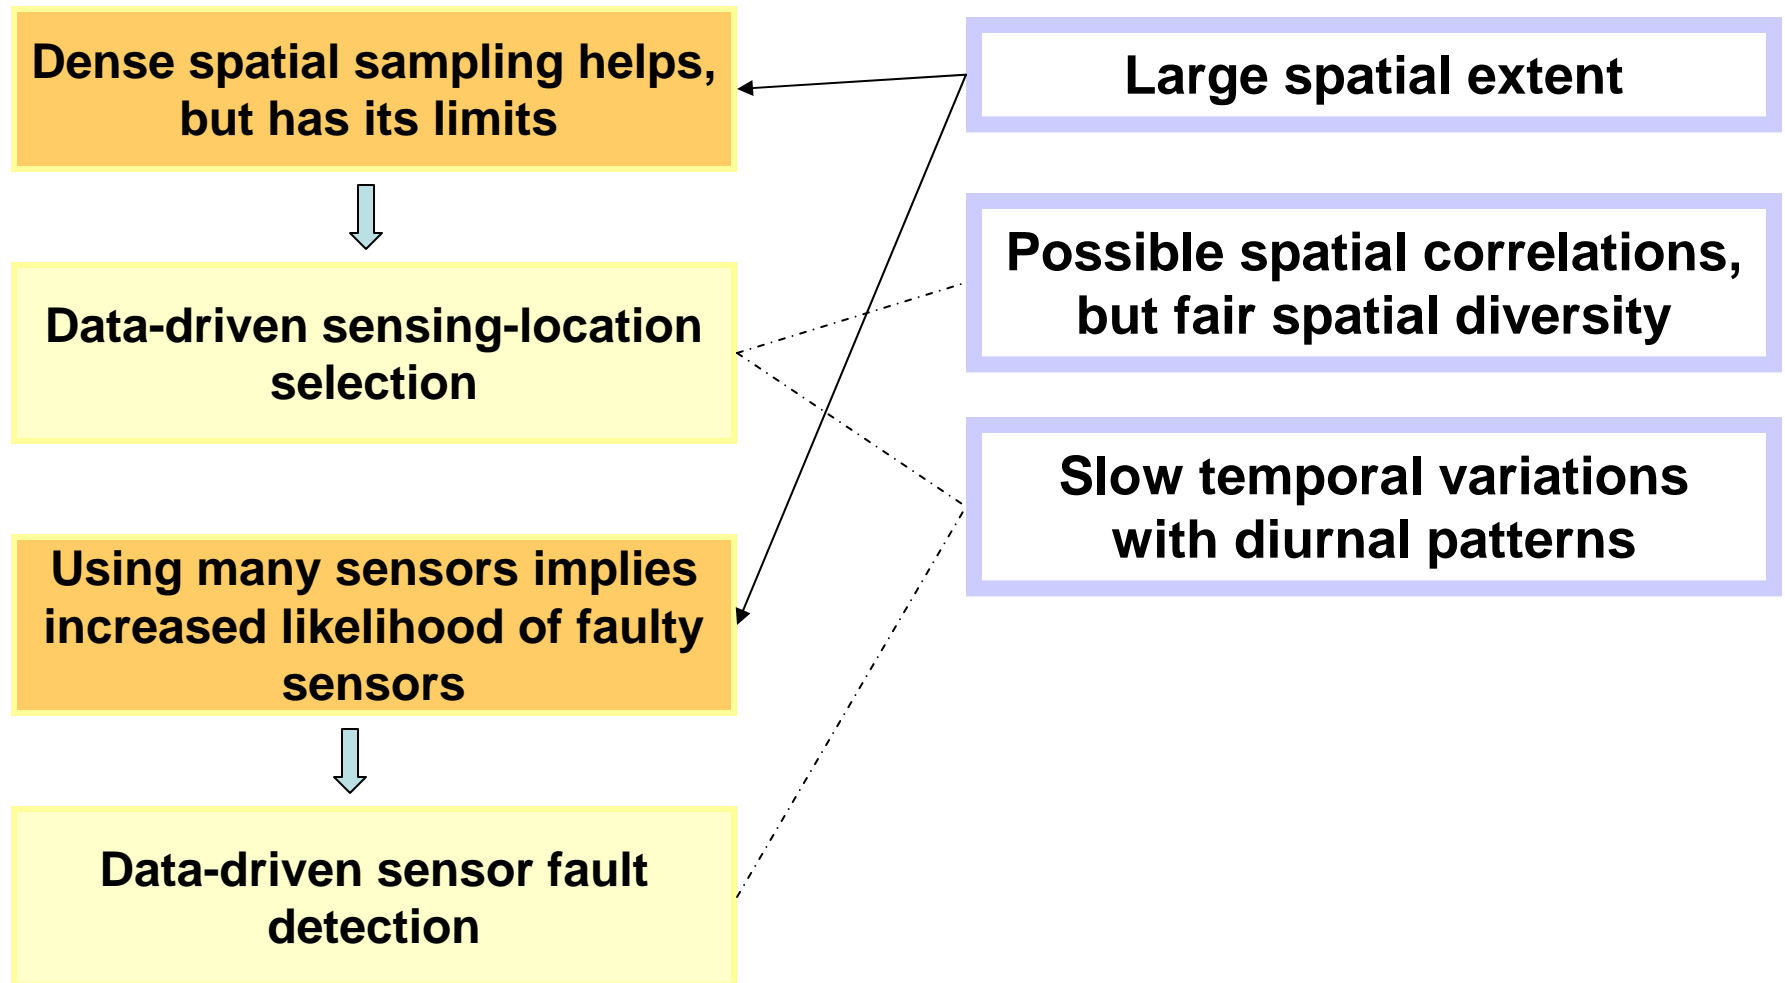 Dense spatial sampling helps,
but has its limits
Data-driven sensing-location
selection
Using many sensors implies
increased likelihood of faulty
sensors
Data-driven sensor fault
detection
Large spatial extent
Possible spatial correlations,
but fair spatial diversity
Slow temporal variations
with diurnal patterns